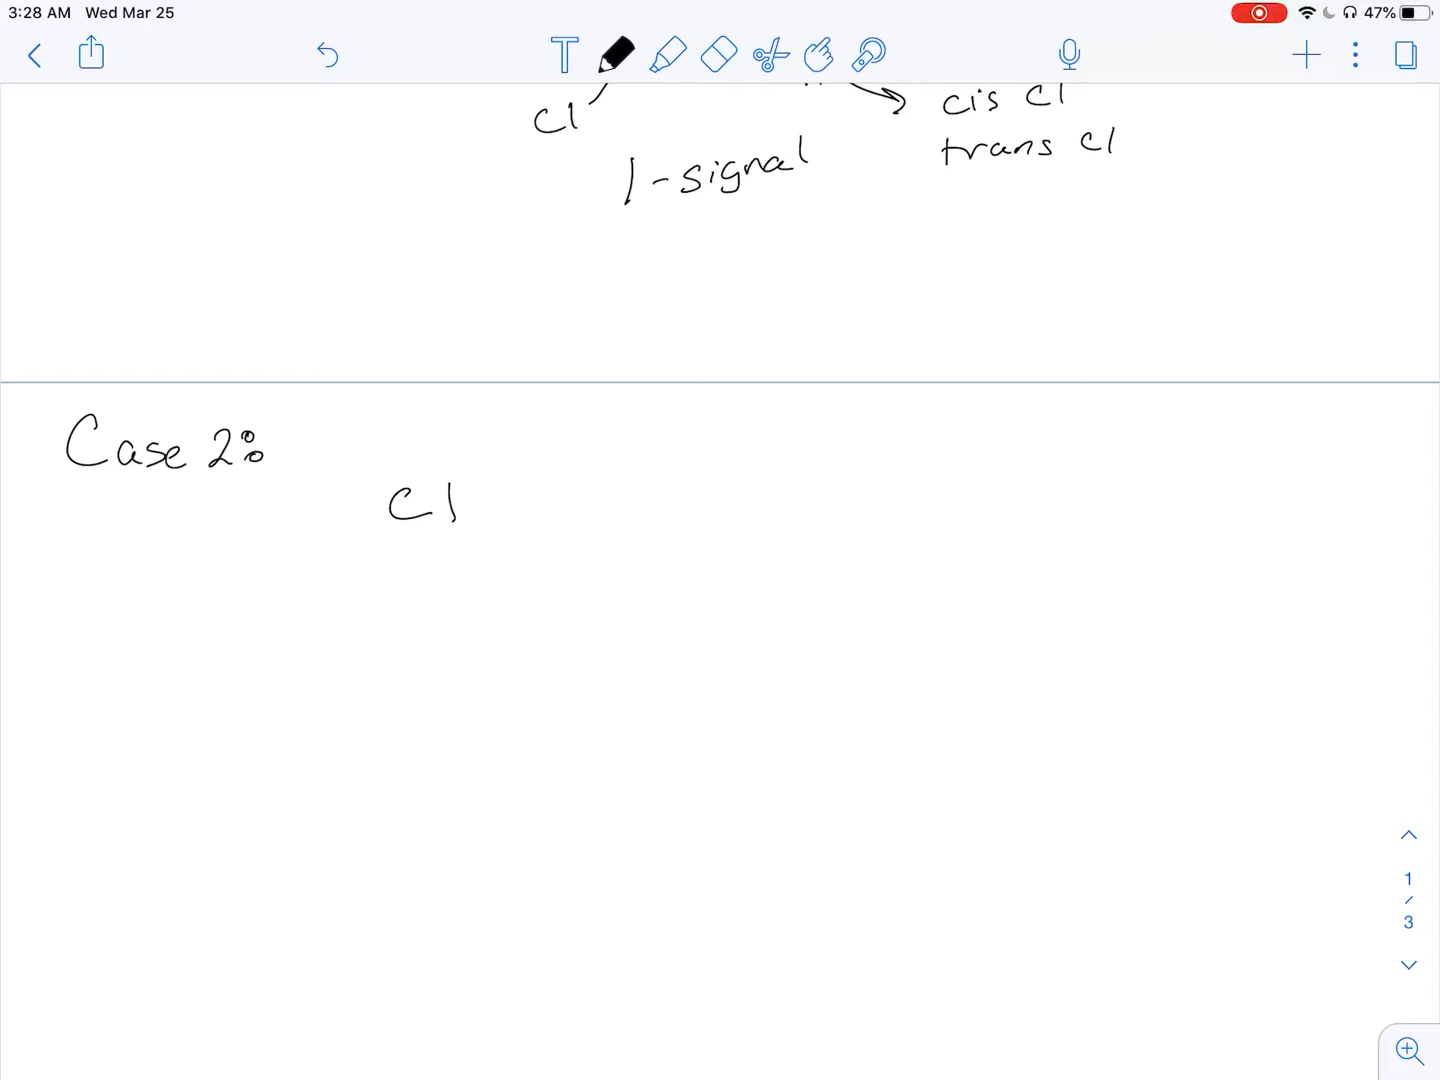 3:28 AM Wed Mar 25
47%
T
Cl
cis Cl
trans Cl
1-signal
Case 2:
Cl
1
/
3